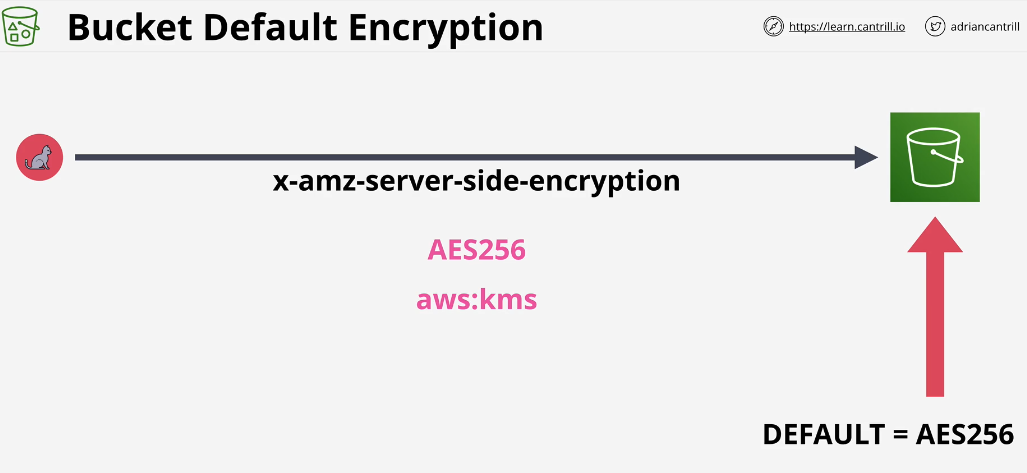 Bucket Default Encryption
https://learn.cantrill.io
adriancantrill
x-amz-server-side-encryption
AES256
aws:kms
DEFAULT = AES256